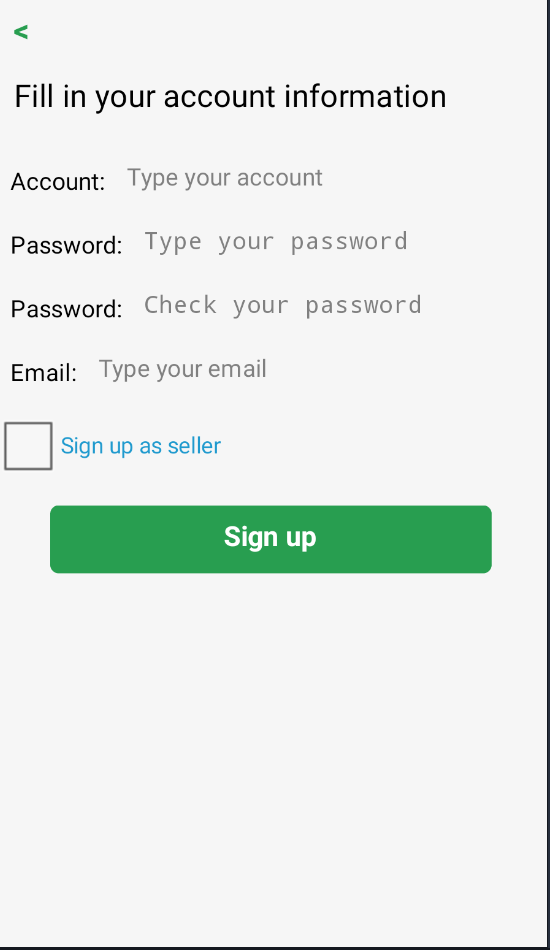 <
Fill in your account information
Account: Type your account
Password: Type your password
Password: Check your password
Email: Type your email
Sign up as seller
Sign up